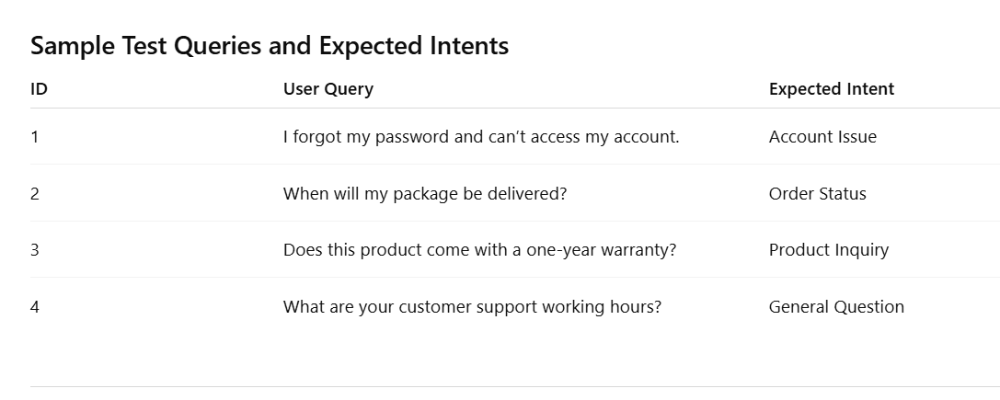 Sample Test Queries and Expected Intents
ID User Query Expected Intent
1 I forgot my password and can’t access my account. Account Issue
2 When will my package be delivered? Order Status
3 Does this product come with a one-year warranty? Product Inquiry
4 What are your customer support working hours? General Question